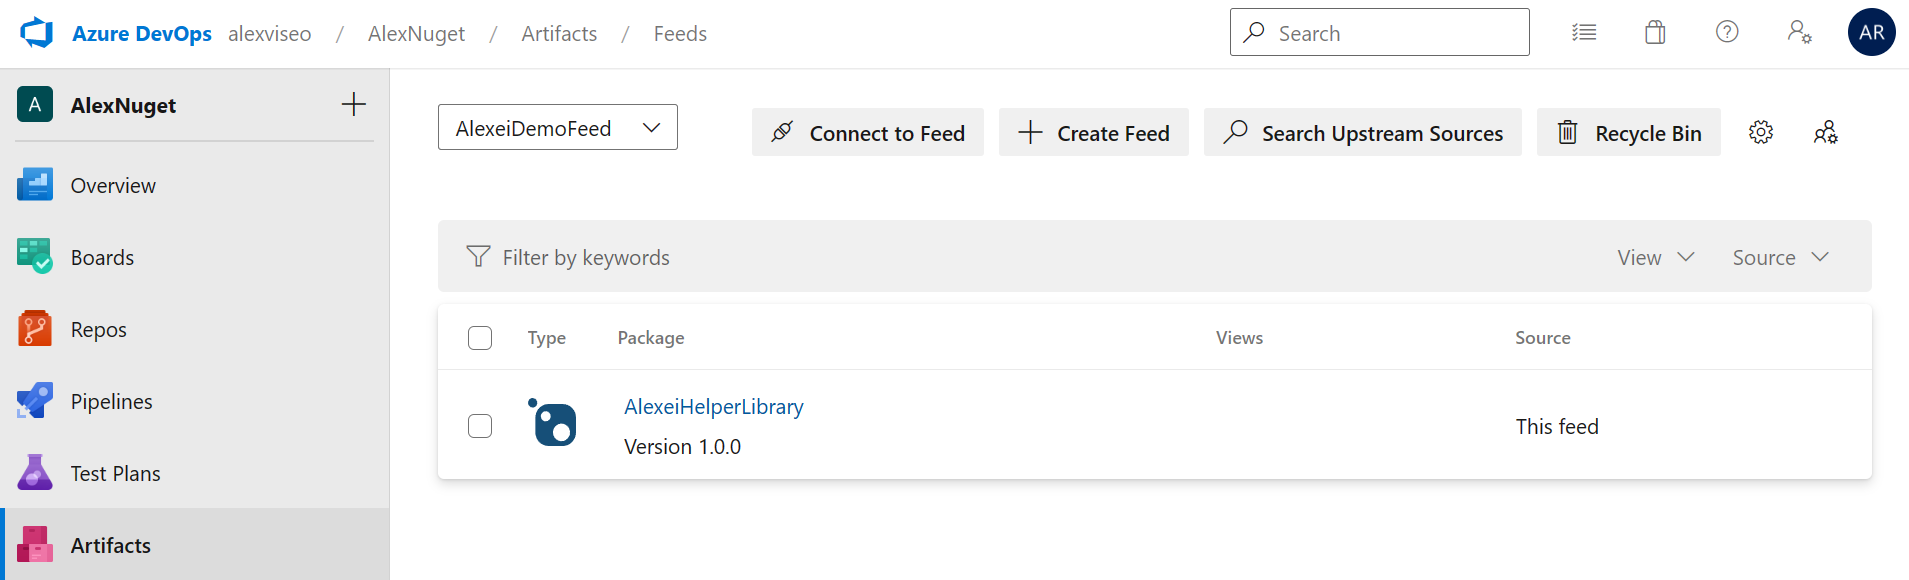 Azure DevOps alexviseo / AlexNuget / Artifacts / Feeds Search AR
A AlexNuget
AlexeiDemoFeed Connect to Feed Create Feed Search Upstream Sources Recycle Bin
Overview
Boards
Repos
Pipelines
Test Plans
Artifacts
Filter by keywords View Source
Type Package Views Source
AlexeiHelperLibrary
Version 1.0.0
This feed